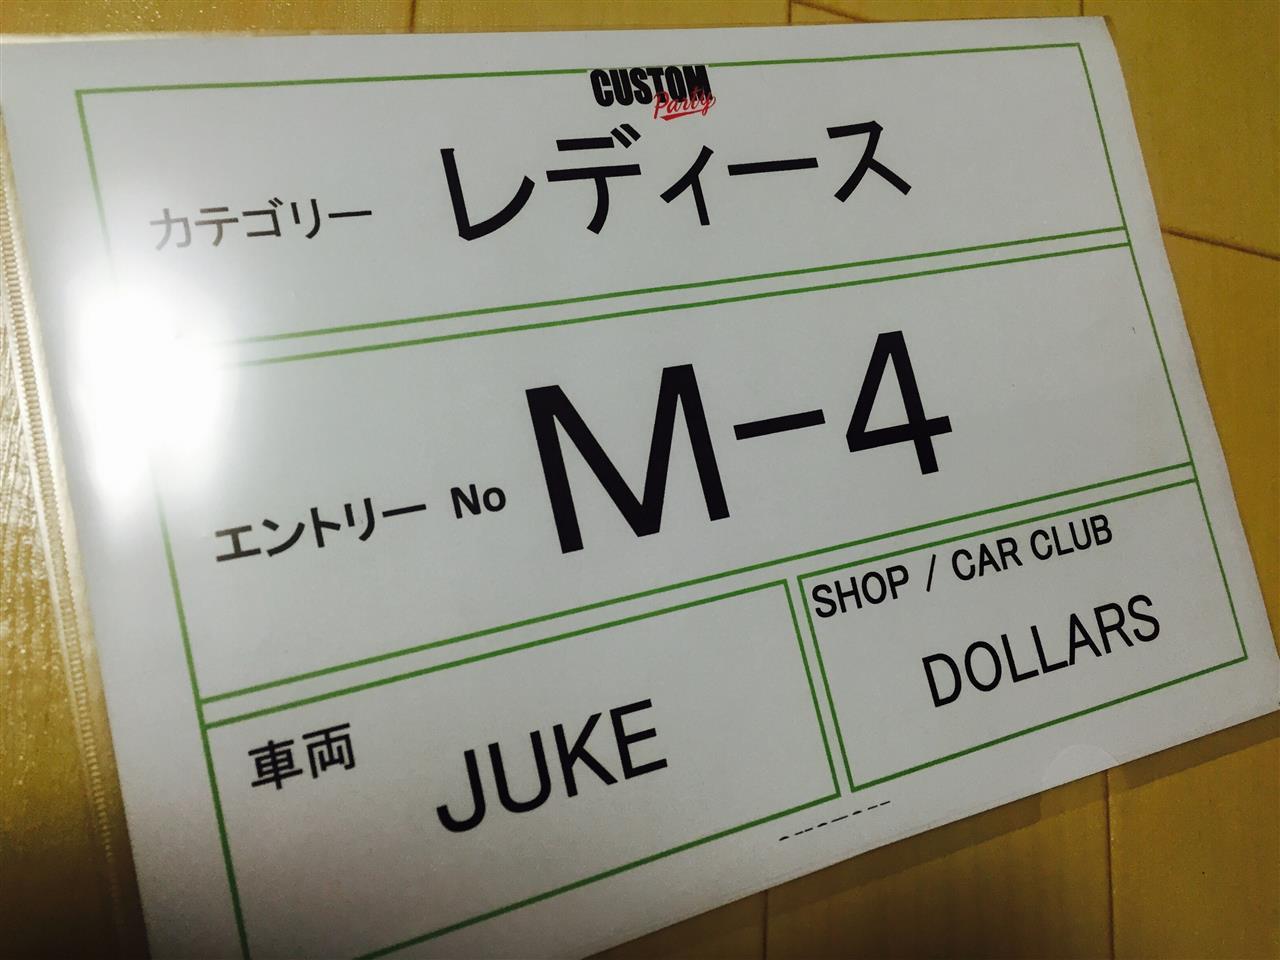 CUSTOM
Party
カテゴリー レディース
エントリー No M-4
車両 JUKE
SHOP / CAR CLUB
DOLLARS